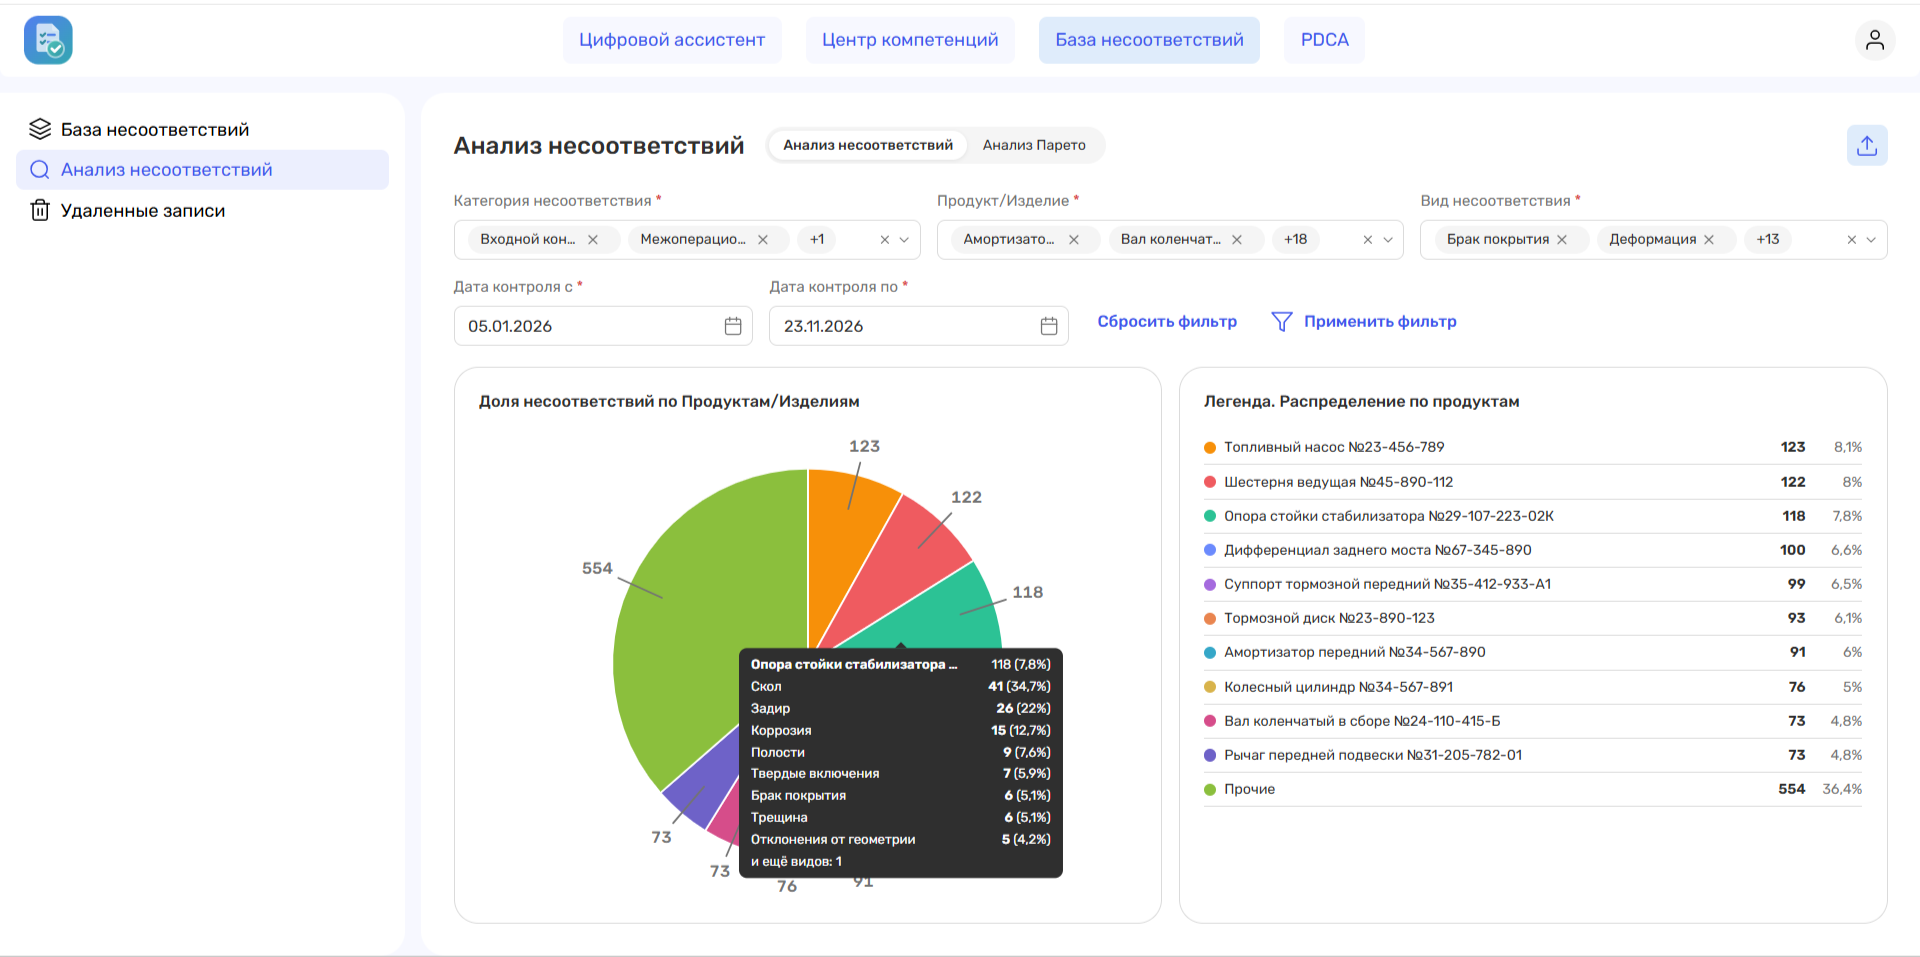 Цифровой ассистент
Центр компетенций
База несоответствий
PDCA
База несоответствий
Анализ несоответствий
Удаленные записи
Анализ несоответствий
Анализ несоответствий
Анализ Парето
Категория несоответствия *
Продукт/Изделие *
Вид несоответствия *
Входной кон...
Межоперацио...
+1
Амортизато...
Вал коленчат...
+18
Брак покрытия
Деформация
+13
Дата контроля с *
Дата контроля по *
05.01.2026
23.11.2026
Сбросить фильтр
Применить фильтр
Доля несоответствий по Продуктам/Изделиям
123
122
118
554
73
73
76
91
Опора стойки стабилизатора ... 118 (7,8%)
Скол 41 (34,7%)
Задир 26 (22%)
Коррозия 15 (12,7%)
Полости 9 (7,6%)
Твердые включения 7 (5,9%)
Брак покрытия 6 (5,1%)
Трещина 6 (5,1%)
Отклонения от геометрии 5 (4,2%)
и ещё видов: 1
Легенда. Распределение по продуктам
Топливный насос №23-456-789 123 8,1%
Шестерня ведущая №45-890-112 122 8%
Опора стойки стабилизатора №29-107-223-02К 118 7,8%
Дифференциал заднего моста №67-345-890 100 6,6%
Суппорт тормозной передний №35-412-933-А1 99 6,5%
Тормозной диск №23-890-123 93 6,1%
Амортизатор передний №34-567-890 91 6%
Колесный цилиндр №34-567-891 76 5%
Вал коленчатый в сборе №24-110-415-Б 73 4,8%
Рычаг передней подвески №31-205-782-01 73 4,8%
Прочие 554 36,4%